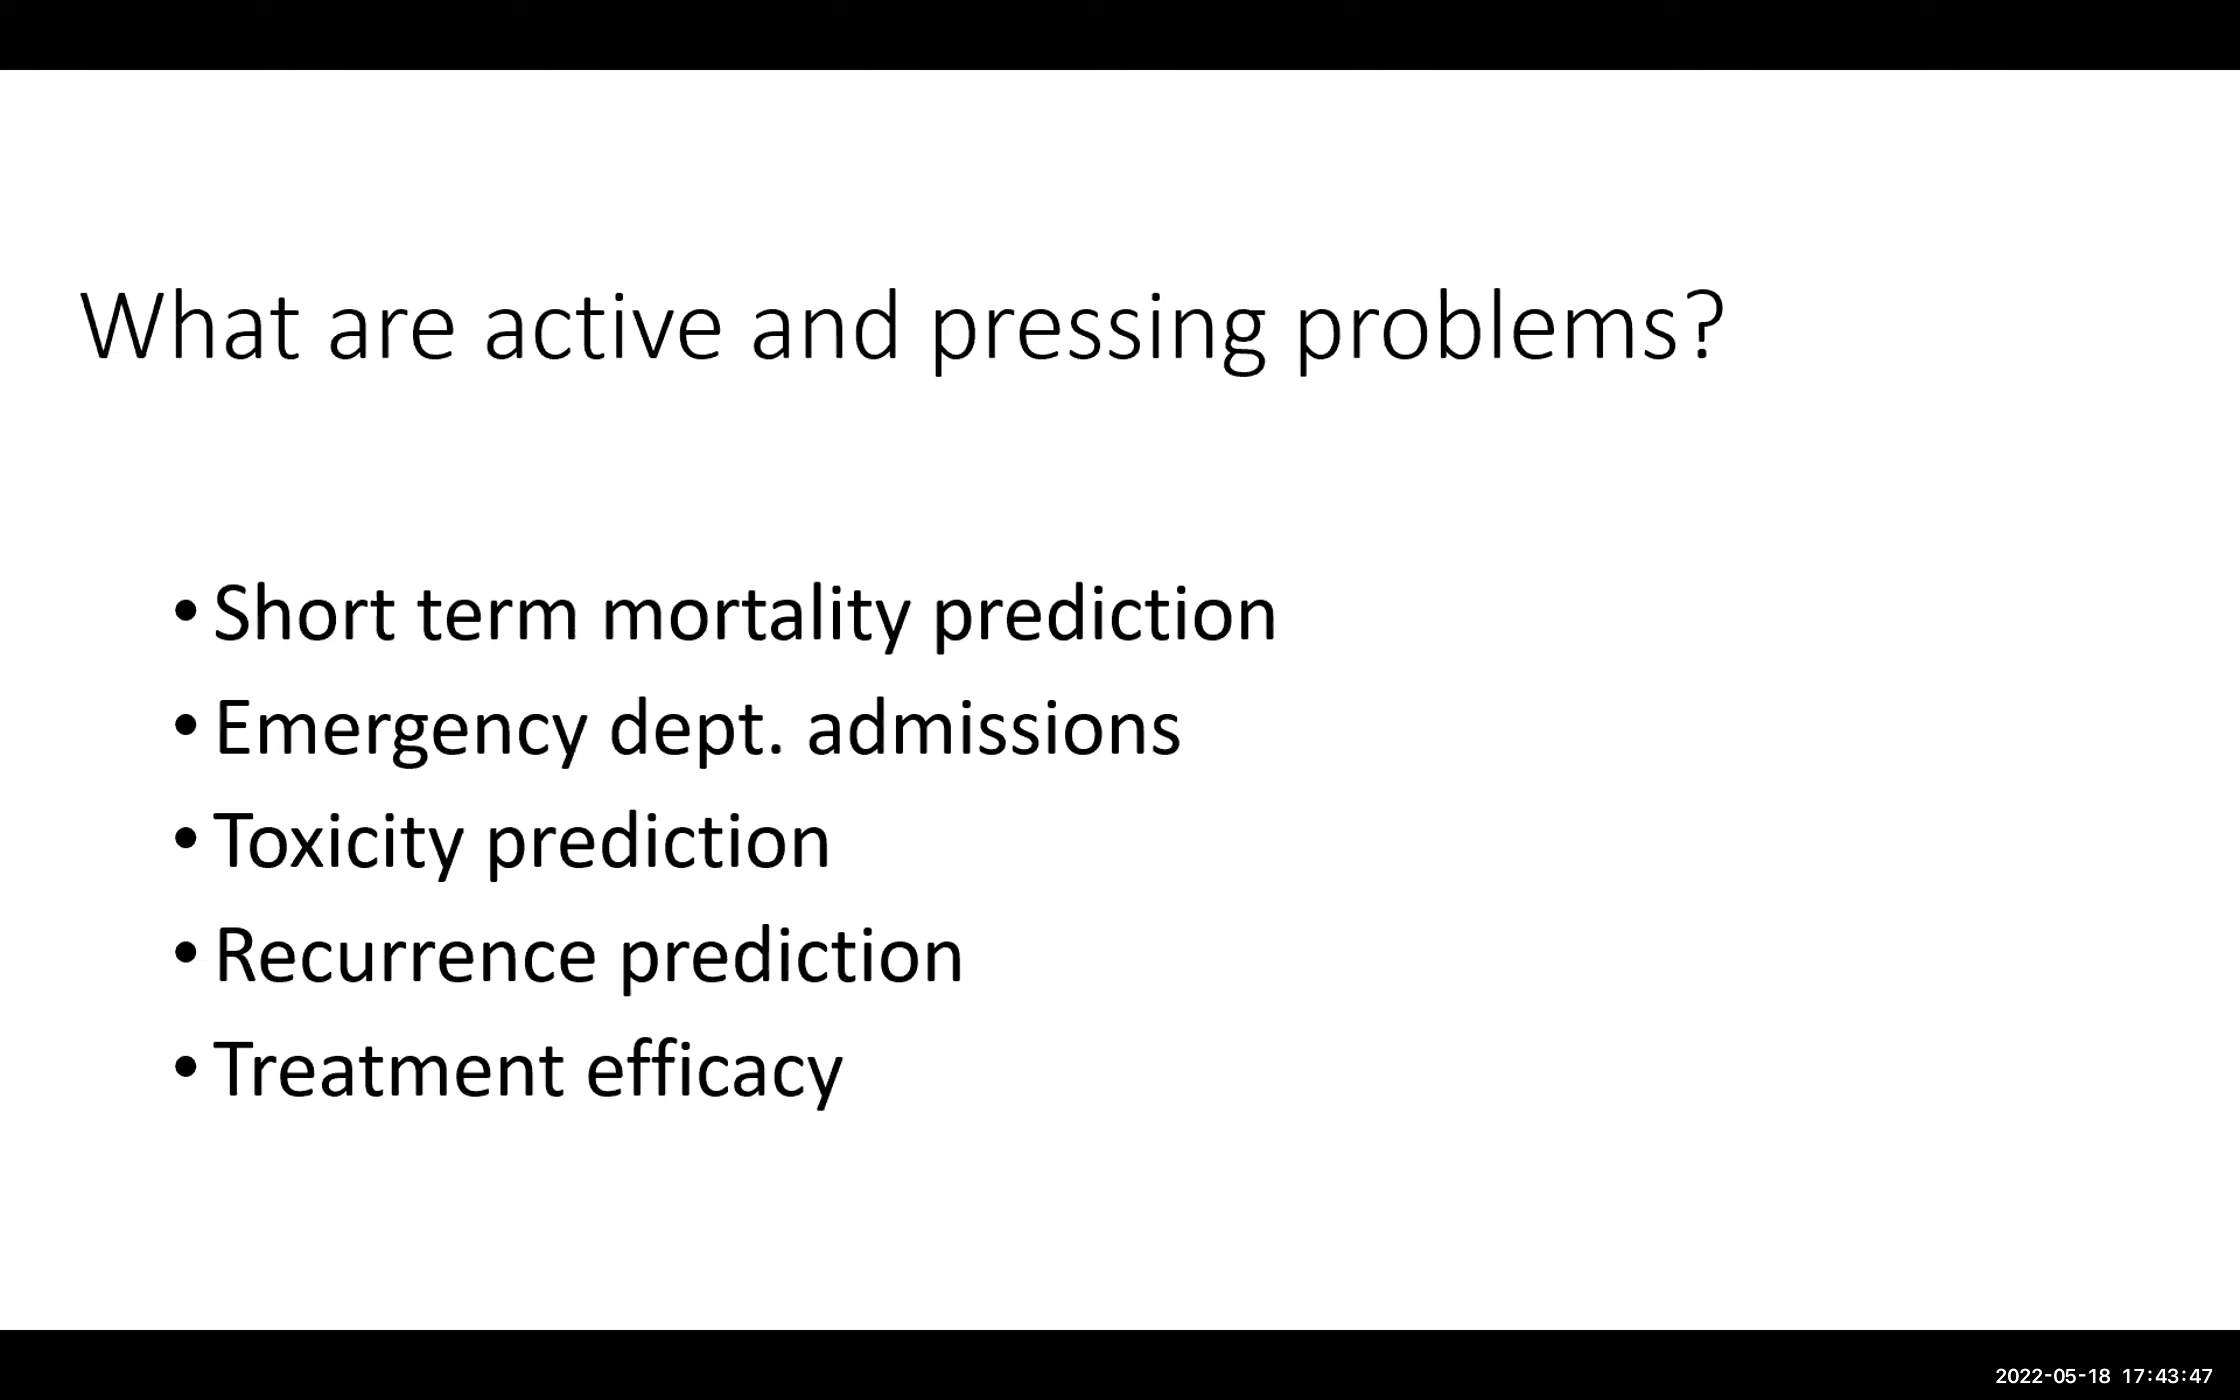 What are active and pressing problems?
• Short term mortality prediction
• Emergency dept. admissions
• Toxicity prediction
• Recurrence prediction
• Treatment efficacy
2022-05-18 17:43:47